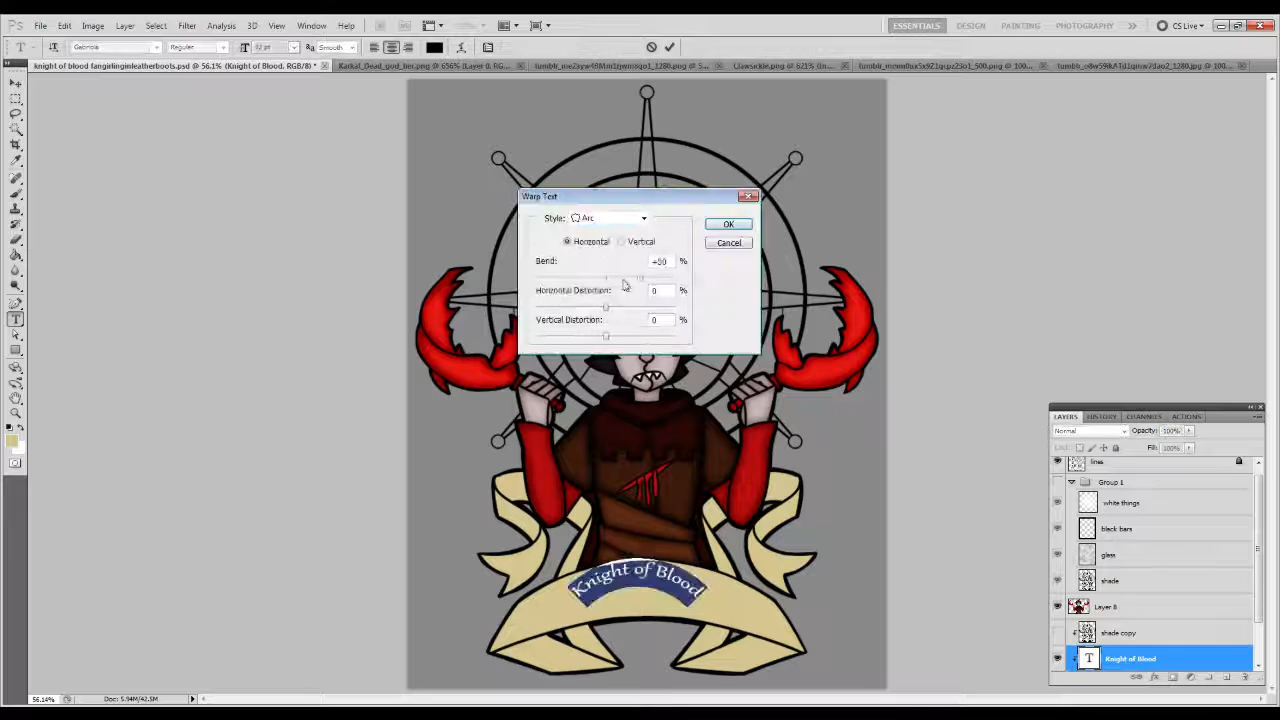 Ps File Edit Image Layer Select Filter Analysis 3D View Window Help
ESSENTIALS DESIGN PAINTING PHOTOGRAPHY CS Live
Gabriola Regular Smooth
knight of blood fangirlinginleatherboots.psd @ 56.1% (Knight of Blood, RGB/8) *
Warp Text
Style: Arc
OK
Horizontal Vertical
Cancel
Bend: %
Horizontal Distortion: 0 %
Vertical Distortion: 0 %
Knight of Blood
LAYERS HISTORY CHANNELS ACTIONS
Normal Opacity: 100%
Fill: 100%
lines
Group 1
white things
black bars
glass
shade
Layer 8
shade copy
T Knight of Blood
56.14% Doc: 5.94M/42.5M